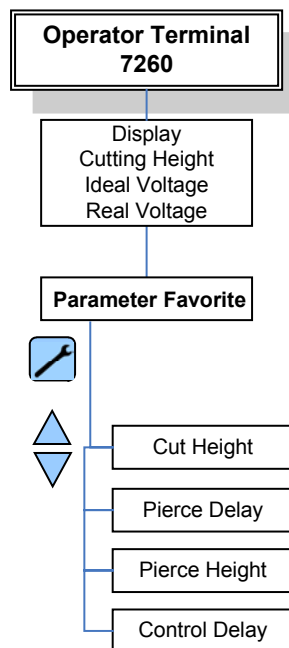 Operator Terminal
7260
Display
Cutting Height
Ideal Voltage
Real Voltage
Parameter Favorite
Cut Height
Pierce Delay
Pierce Height
Control Delay